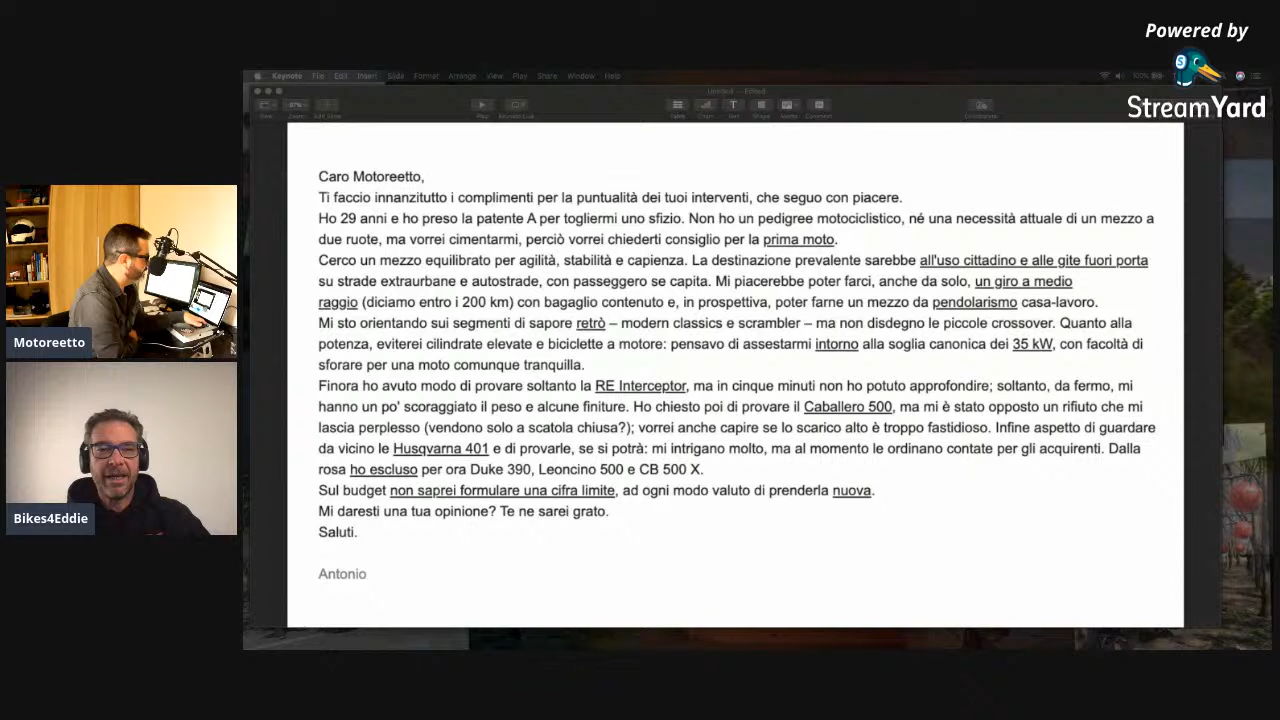 Powered by
StreamYard
Keynote File Edit Insert Slide Format Arrange View Play Share Window Help
Untitled — Edited
Caro Motoreetto,
Ti faccio innanzitutto i complimenti per la puntualità dei tuoi interventi, che seguo con piacere.
Ho 29 anni e ho preso la patente A per togliermi uno sfizio. Non ho un pedigree motociclistico, né una necessità attuale di un mezzo a
due ruote, ma vorrei cimentarmi, perciò vorrei chiederti consiglio per la prima moto.
Cerco un mezzo equilibrato per agilità, stabilità e capienza. La destinazione prevalente sarebbe all'uso cittadino e alle gite fuori porta
su strade extraurbane e autostrade, con passeggero se capita. Mi piacerebbe poter farci, anche da solo, un giro a medio
raggio (diciamo entro i 200 km) con bagaglio contenuto e, in prospettiva, poter farne un mezzo da pendolarismo casa-lavoro.
Mi sto orientando sui segmenti di sapore retrò – modern classics e scrambler – ma non disdegno le piccole crossover. Quanto alla
potenza, eviterei cilindrate elevate e biciclette a motore: pensavo di assestarmi intorno alla soglia canonica dei 35 kW, con facoltà di
sforare per una moto comunque tranquilla.
Finora ho avuto modo di provare soltanto la RE Interceptor, ma in cinque minuti non ho potuto approfondire; soltanto, da fermo, mi
hanno un po' scoraggiato il peso e alcune finiture. Ho chiesto poi di provare il Caballero 500, ma mi è stato opposto un rifiuto che mi
lascia perplesso (vendono solo a scatola chiusa?); vorrei anche capire se lo scarico alto è troppo fastidioso. Infine aspetto di guardare
da vicino le Husqvarna 401 e di provarle, se si potrà: mi intrigano molto, ma al momento le ordinano contate per gli acquirenti. Dalla
rosa ho escluso per ora Duke 390, Leoncino 500 e CB 500 X.
Sul budget non saprei formulare una cifra limite, ad ogni modo valuto di prenderla nuova.
Mi daresti una tua opinione? Te ne sarei grato.
Saluti.
Antonio
Motoreetto
Bikes4Eddie